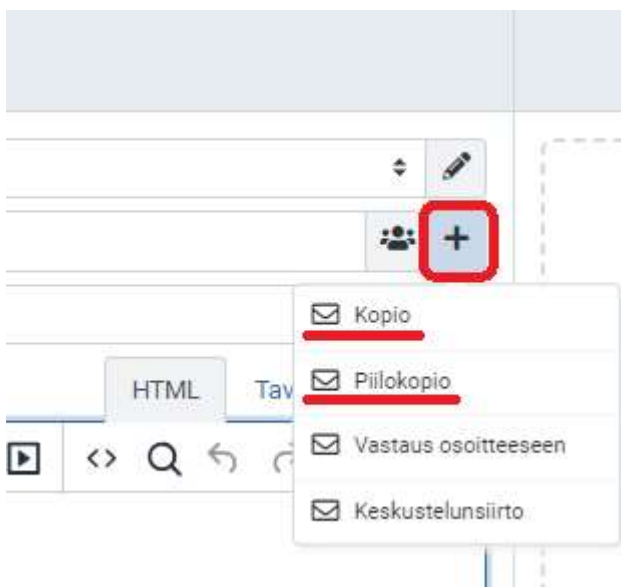 Kopio
Piilokopio
HTML Tav
Vastaus osoitteeseen
Keskustelunsiirto